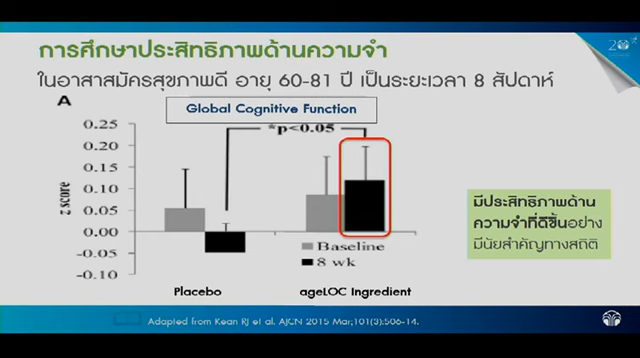 การศึกษาประสิทธิภาพด้านความจำ
ในอาสาสมัครสุขภาพดี อายุ 60-81 ปี เป็นระยะเวลา 8 สัปดาห์
A
Global Cognitive Function
*p<0.05
0.25
0.20
0.15
0.10
0.05
0.00
-0.05
-0.10
z score
Baseline
8 wk
Placebo
ageLOC Ingredient
มีประสิทธิภาพด้าน
ความจำที่ดีขึ้นอย่าง
มีนัยสำคัญทางสถิติ
Adapted from Kean RJ et al. AJCN 2015 Mar;101(3):506-14.